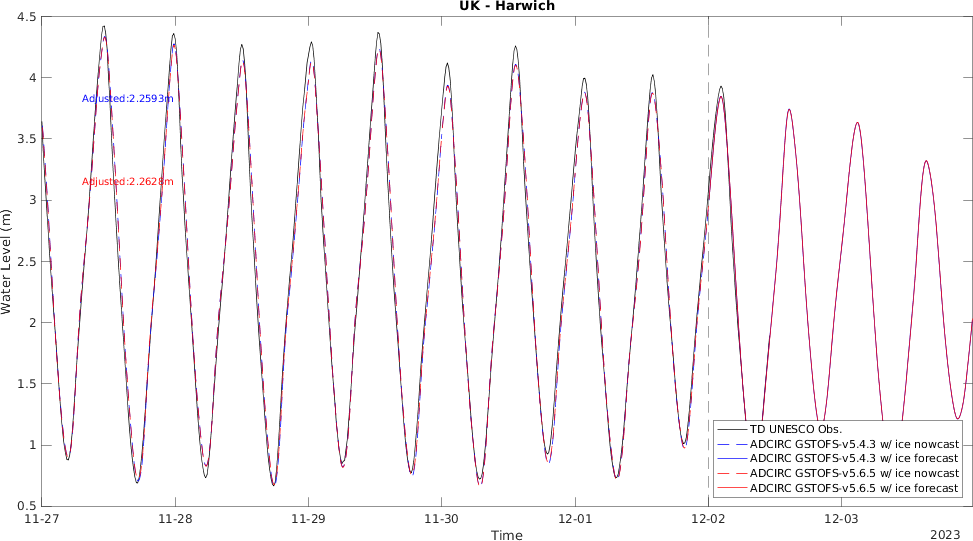 UK - Harwich
4.5
4
3.5
3
2.5
2
1.5
1
0.5
Water Level (m)
Adjusted:2.2593m
Adjusted:2.2628m
TD UNESCO Obs.
ADCIRC GSTOFS-v5.4.3 w/ ice nowcast
ADCIRC GSTOFS-v5.4.3 w/ ice forecast
ADCIRC GSTOFS-v5.6.5 w/ ice nowcast
ADCIRC GSTOFS-v5.6.5 w/ ice forecast
11-27 11-28 11-29 11-30 12-01 12-02 12-03
Time
2023